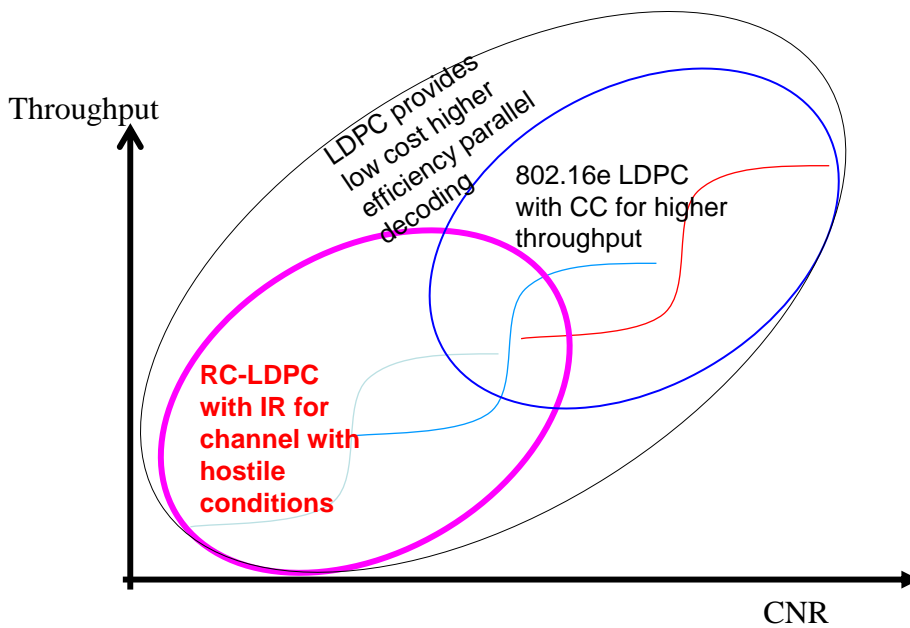 Throughput
LDPC provides
low cost higher
efficiency parallel
decoding
802.16e LDPC
with CC for higher
throughput
RC-LDPC
with IR for
channel with
hostile
conditions
CNR